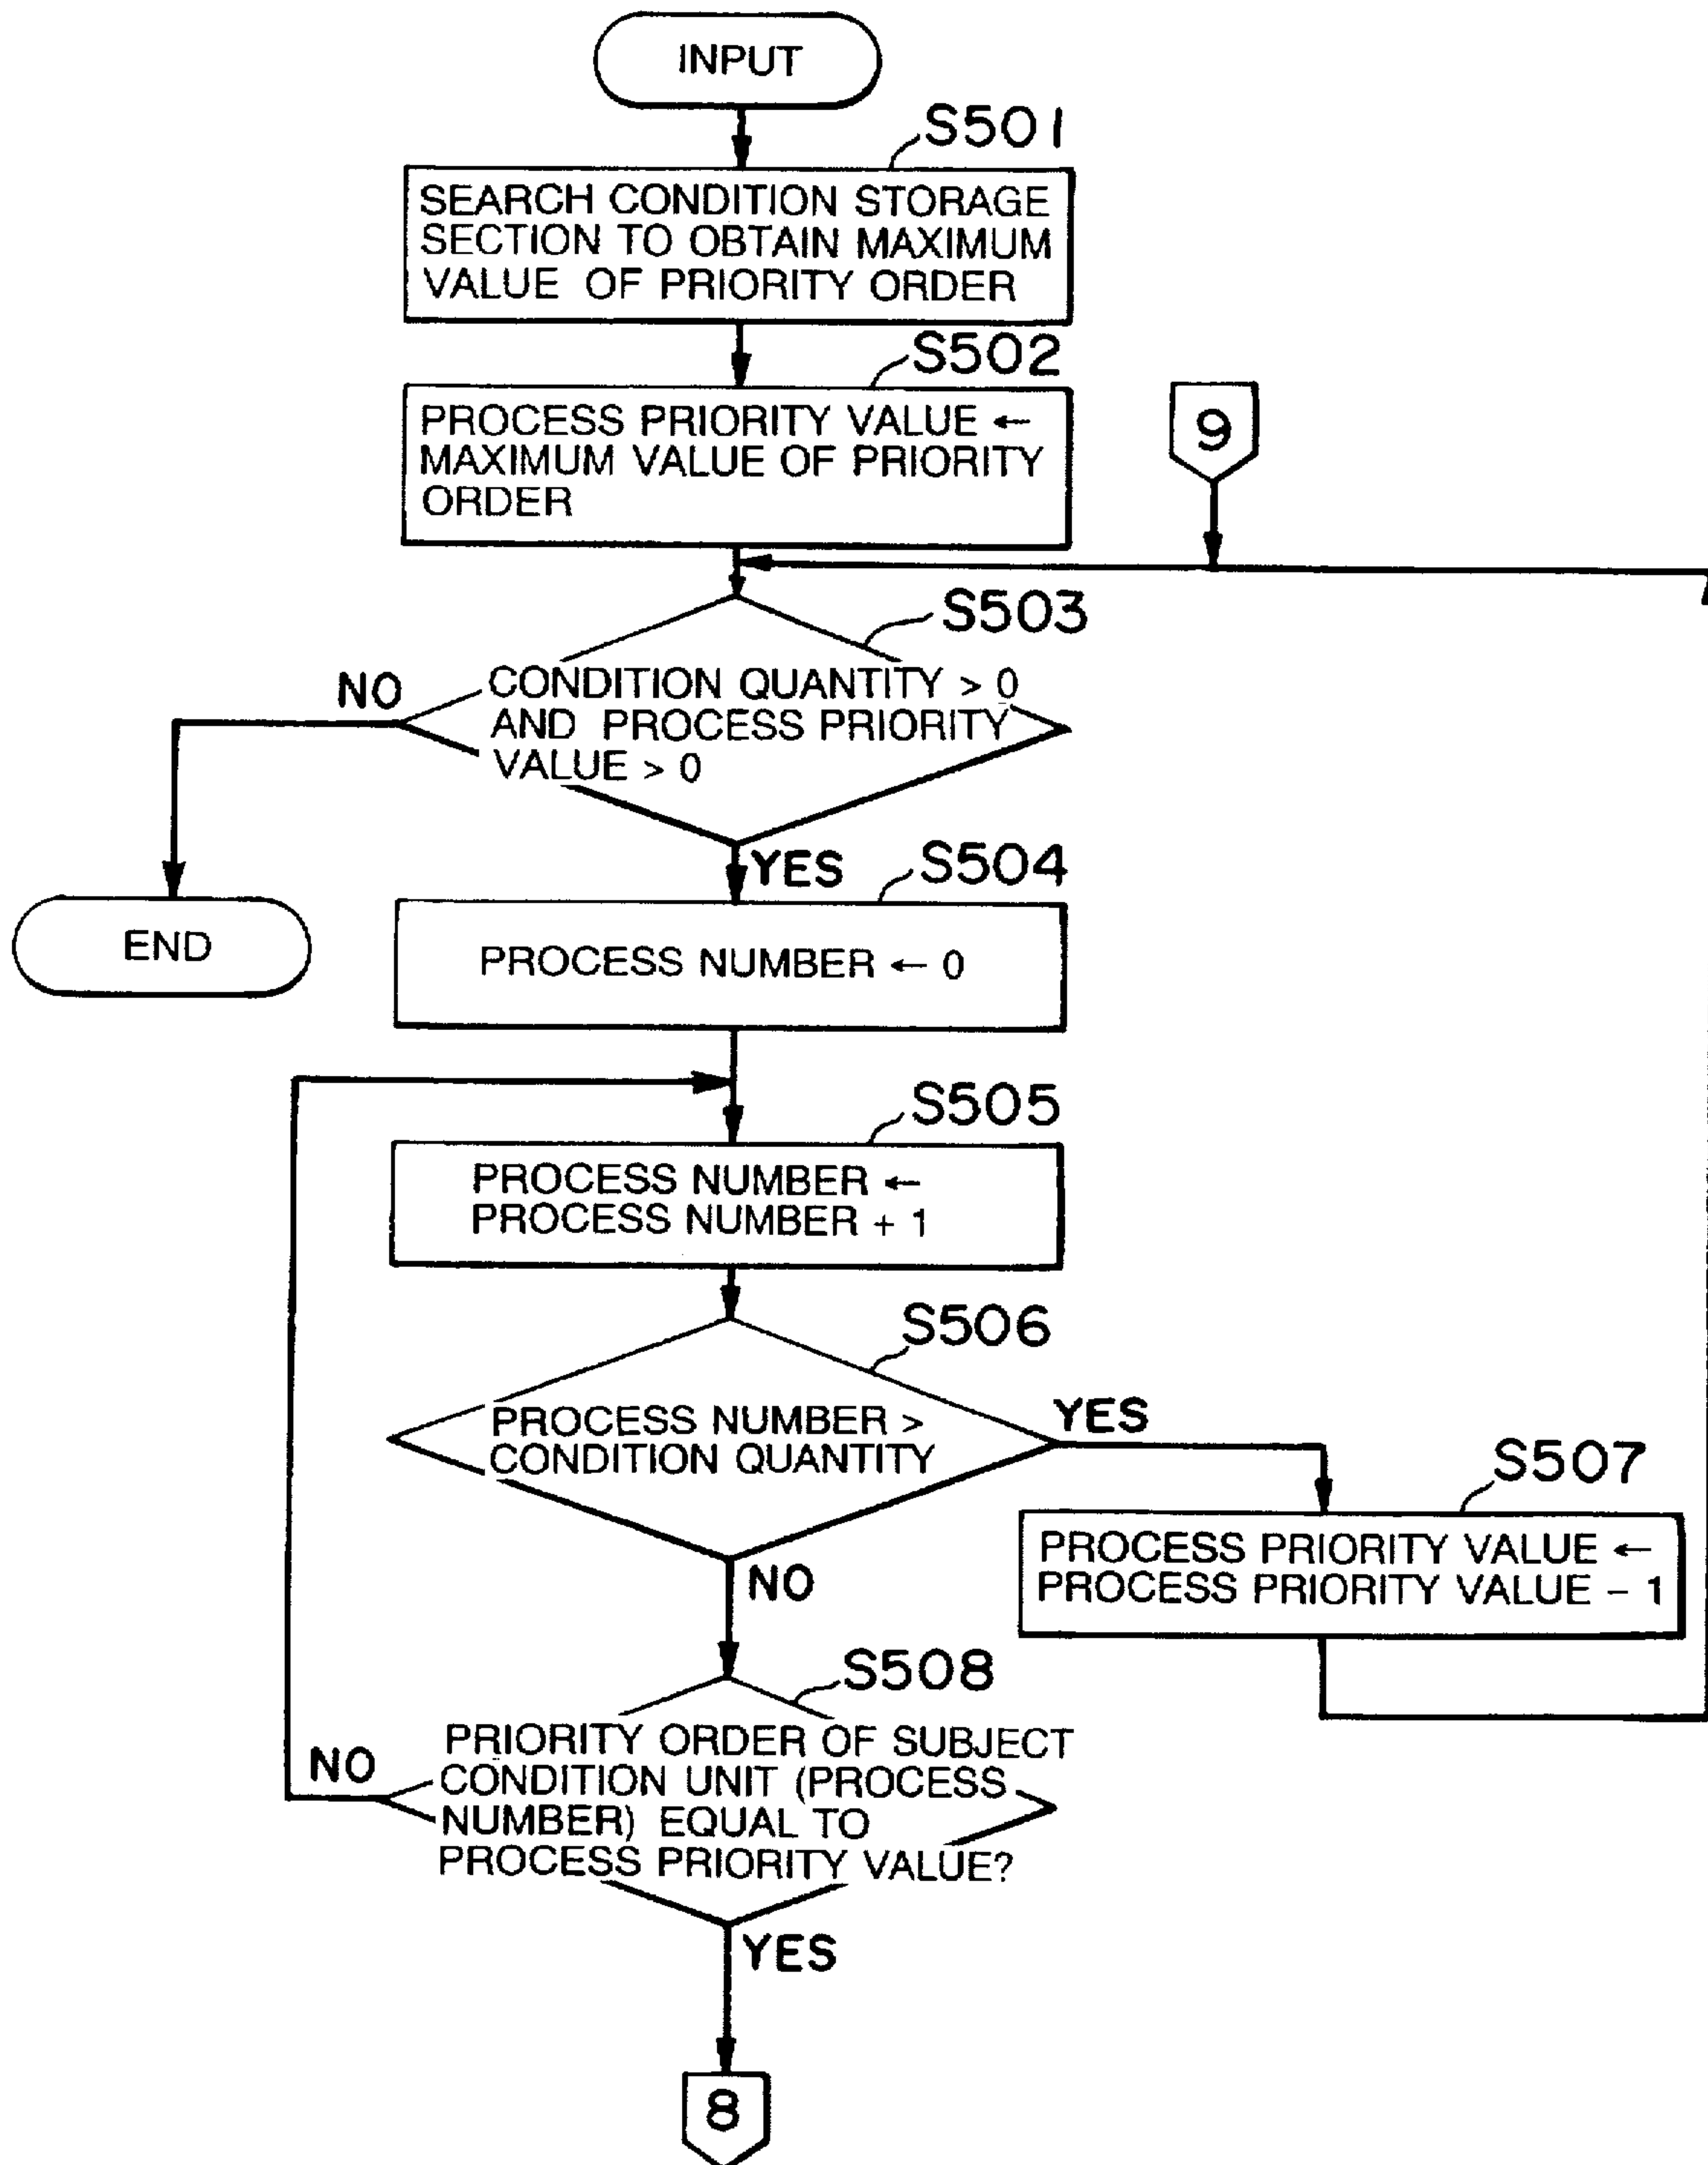 INPUT
S501
SEARCH CONDITION STORAGE
SECTION TO OBTAIN MAXIMUM
VALUE OF PRIORITY ORDER
S502
PROCESS PRIORITY VALUE ←
MAXIMUM VALUE OF PRIORITY
ORDER
9
S503
NO
CONDITION QUANTITY > 0
AND PROCESS PRIORITY
VALUE > 0
YES
S504
END
PROCESS NUMBER ← 0
S505
PROCESS NUMBER ←
PROCESS NUMBER + 1
S506
PROCESS NUMBER >
CONDITION QUANTITY
YES
S507
PROCESS PRIORITY VALUE ←
PROCESS PRIORITY VALUE − 1
NO
S508
NO
PRIORITY ORDER OF SUBJECT
CONDITION UNIT (PROCESS
NUMBER) EQUAL TO
PROCESS PRIORITY VALUE?
YES
8